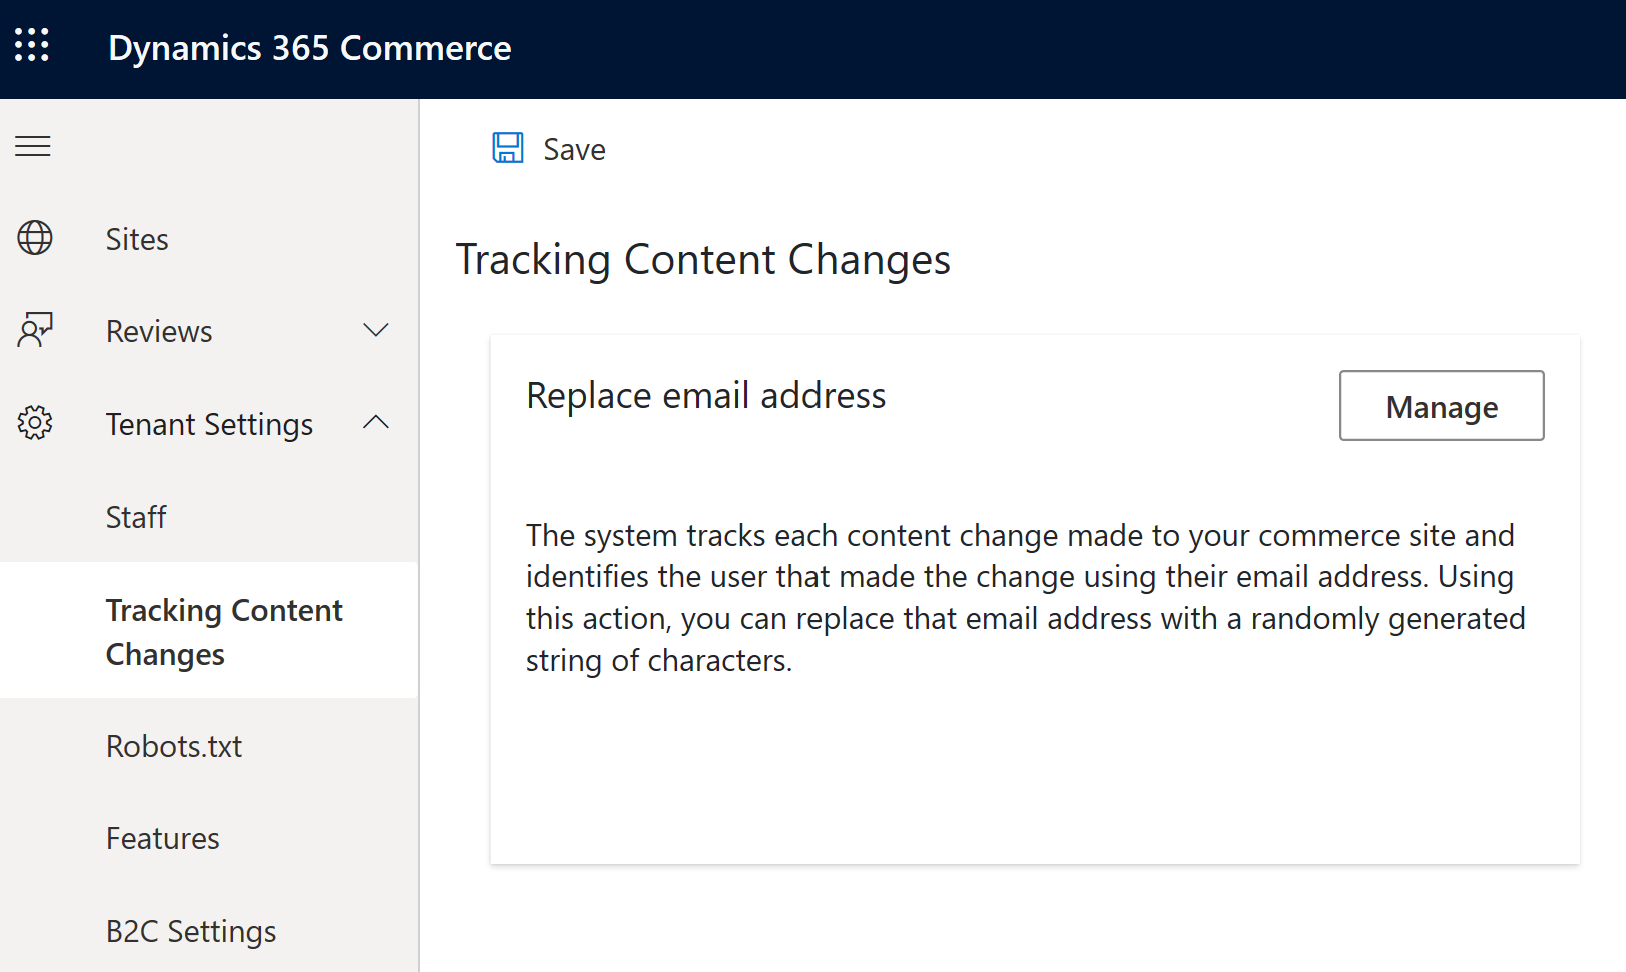 Dynamics 365 Commerce
Save
Sites
Reviews
Tenant Settings
Staff
Tracking Content
Changes
Robots.txt
Features
B2C Settings
Tracking Content Changes
Replace email address
Manage
The system tracks each content change made to your commerce site and
identifies the user that made the change using their email address. Using
this action, you can replace that email address with a randomly generated
string of characters.